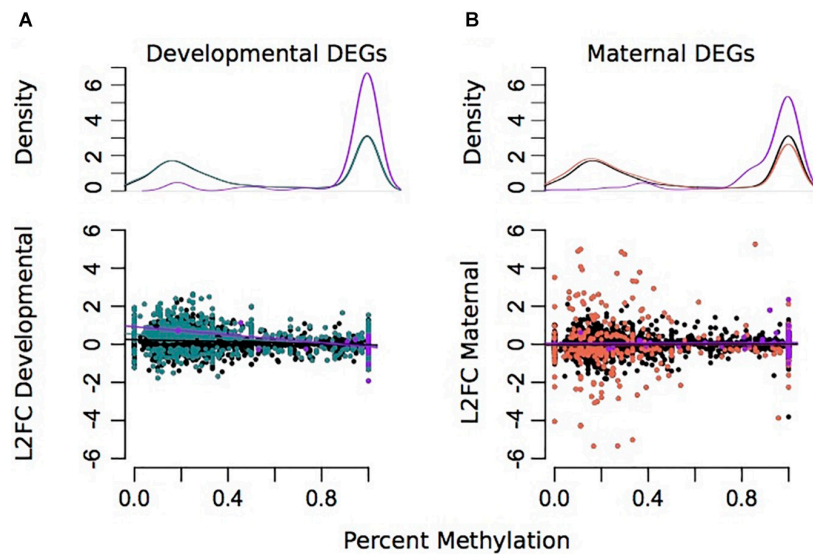 A
B
Developmental DEGs
Maternal DEGs
Density
6
4
2
0
Density
6
4
2
0
L2FC Developmental
6
4
2
0
-2
-4
-6
L2FC Maternal
6
4
2
0
-2
-4
-6
0.0 0.4 0.8
0.0 0.4 0.8
Percent Methylation